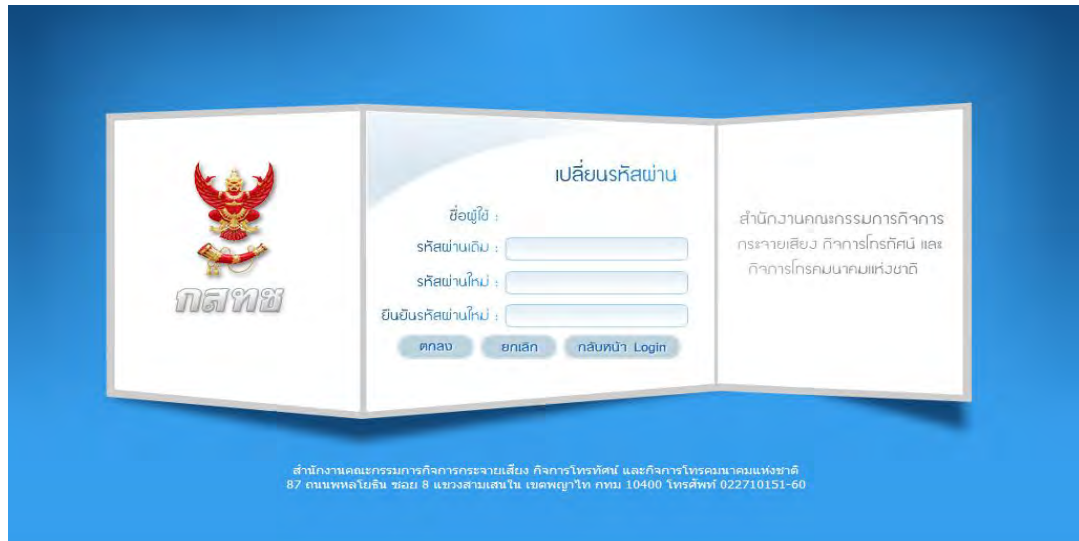 กสทช
เปลี่ยนรหัสผ่าน
ชื่อผู้ใช้ :
รหัสผ่านเดิม :
รหัสผ่านใหม่ :
ยืนยันรหัสผ่านใหม่ :
ตกลง ยกเลิก กลับหน้า Login
สำนักงานคณะกรรมการกิจการ
กระจายเสียง กิจการโทรทัศน์ และ
กิจการโทรคมนาคมแห่งชาติ
สำนักงานคณะกรรมการกิจการกระจายเสียง กิจการโทรทัศน์ และกิจการโทรคมนาคมแห่งชาติ
87 ถนนพหลโยธิน ซอย 8 แขวงสามเสนใน เขตพญาไท กทม 10400 โทรศัพท์ 022710151-60